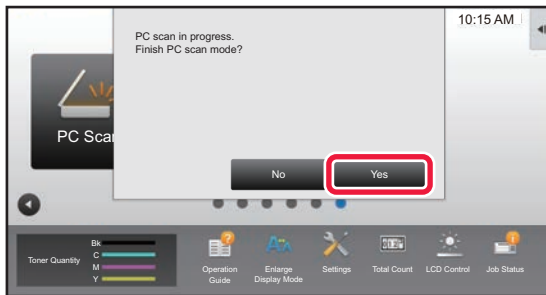 10:15 AM
PC scan in progress.
Finish PC scan mode?
PC Sca
No
Yes
Toner Quantity
Bk
C
M
Y
Operation
Guide
Enlarge
Display Mode
Settings
Total Count
LCD Control
Job Status